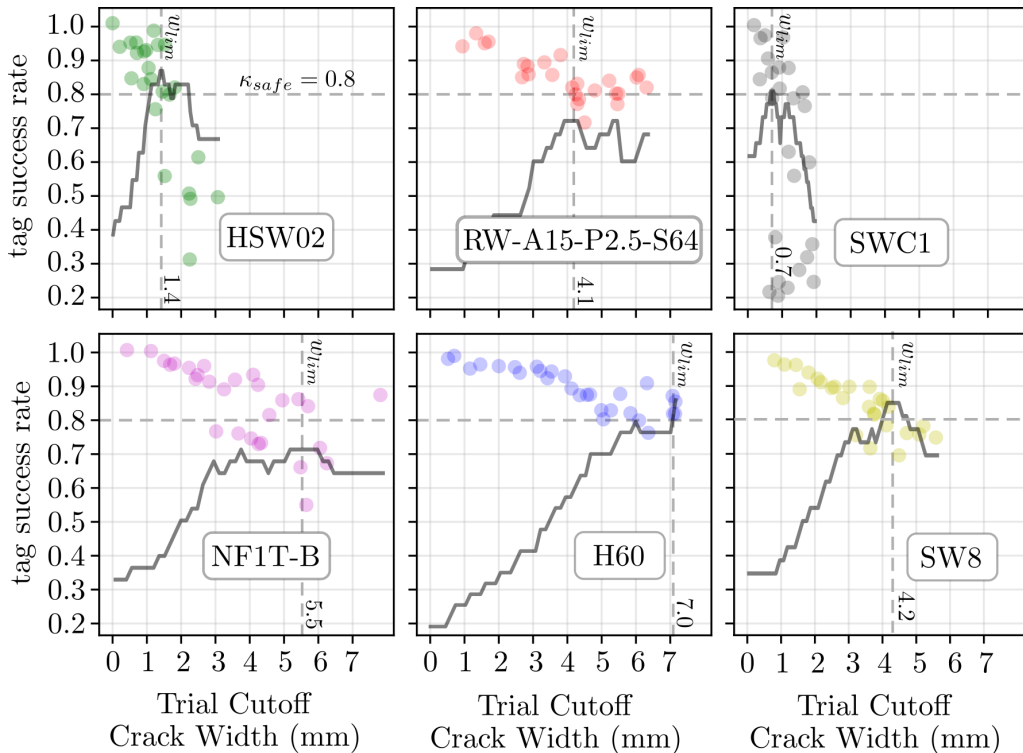 tag success rate
1.0
0.9
0.8
0.7
0.6
0.5
0.4
0.3
0.2
w_lim
κ_safe = 0.8
HSW02
1.4
w_lim
RW-A15-P2.5-S64
4.1
w_lim
SWC1
0.7
tag success rate
1.0
0.9
0.8
0.7
0.6
0.5
0.4
0.3
0.2
w_lim
NF1T-B
5.5
w_lim
H60
7.0
w_lim
SW8
4.2
0 1 2 3 4 5 6 7
0 1 2 3 4 5 6 7
0 1 2 3 4 5 6 7
Trial Cutoff
Crack Width (mm)
Trial Cutoff
Crack Width (mm)
Trial Cutoff
Crack Width (mm)